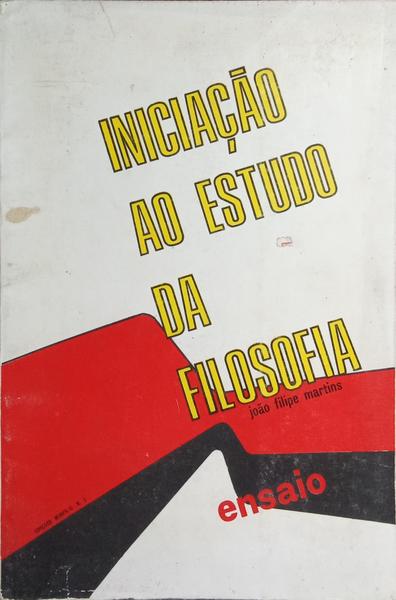 INICIAÇÃO
AO ESTUDO
DA
FILOSOFIA
joão filipe martins
ensaio